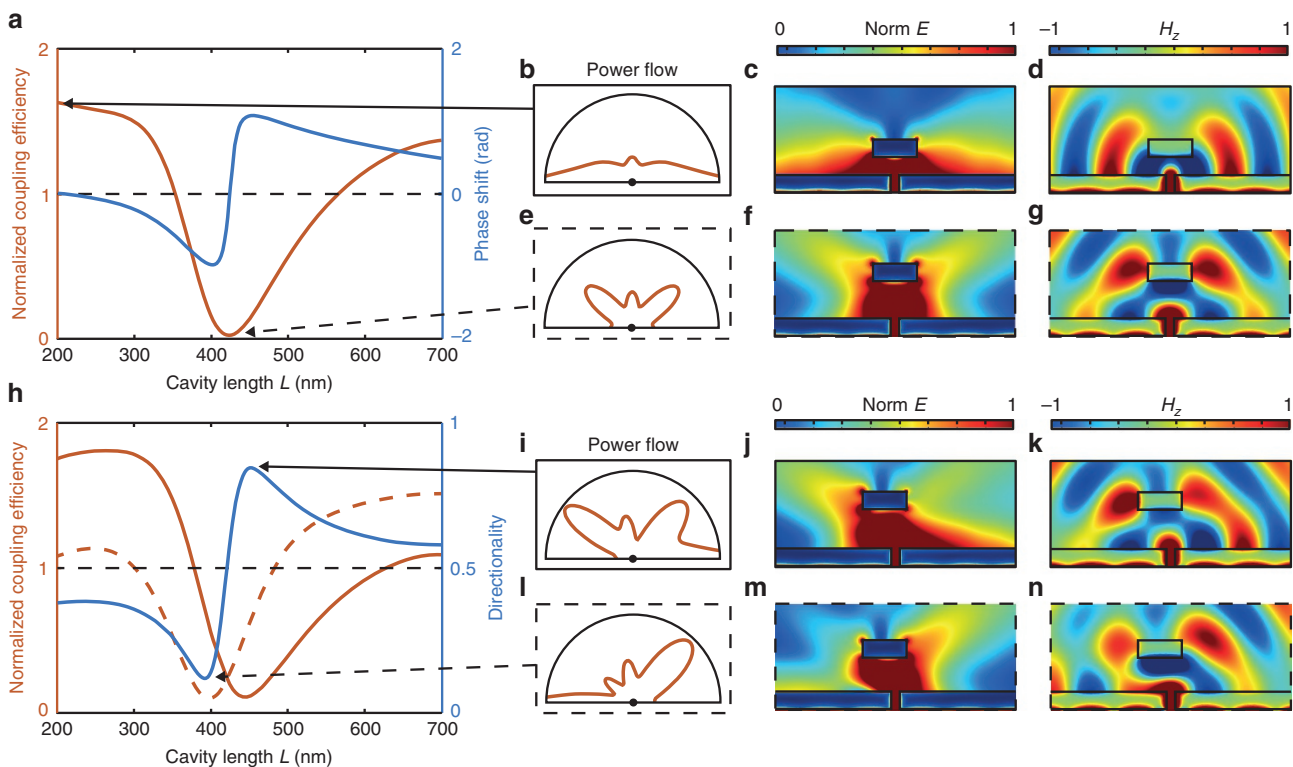 a
Normalized coupling efficiency
2
1
0
2
0
−2
Phase shift (rad)
200 300 400 500 600 700
Cavity length L (nm)
b
Power flow
c
0 Norm E 1
d
−1 Hz 1
e
f
g
h
Normalized coupling efficiency
2
1
0
1
0.5
0
Directionality
200 300 400 500 600 700
Cavity length L (nm)
i
Power flow
j
0 Norm E 1
k
−1 Hz 1
l
m
n